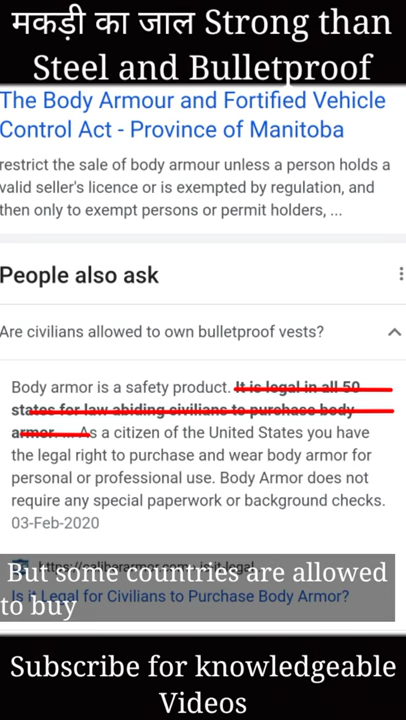 मकड़ी का जाल Strong than
Steel and Bulletproof
The Body Armour and Fortified Vehicle
Control Act - Province of Manitoba
restrict the sale of body armour unless a person holds a
valid seller's licence or is exempted by regulation, and
then only to exempt persons or permit holders, ...
People also ask
Are civilians allowed to own bulletproof vests?
Body armor is a safety product. It is legal in all 50
states for law abiding civilians to purchase body
armor. ... As a citizen of the United States you have
the legal right to purchase and wear body armor for
personal or professional use. Body Armor does not
require any special paperwork or background checks.
03-Feb-2020
But some countries are allowed
Is it Legal for Civilians to Purchase Body Armor?
to buy
Subscribe for knowledgeable
Videos